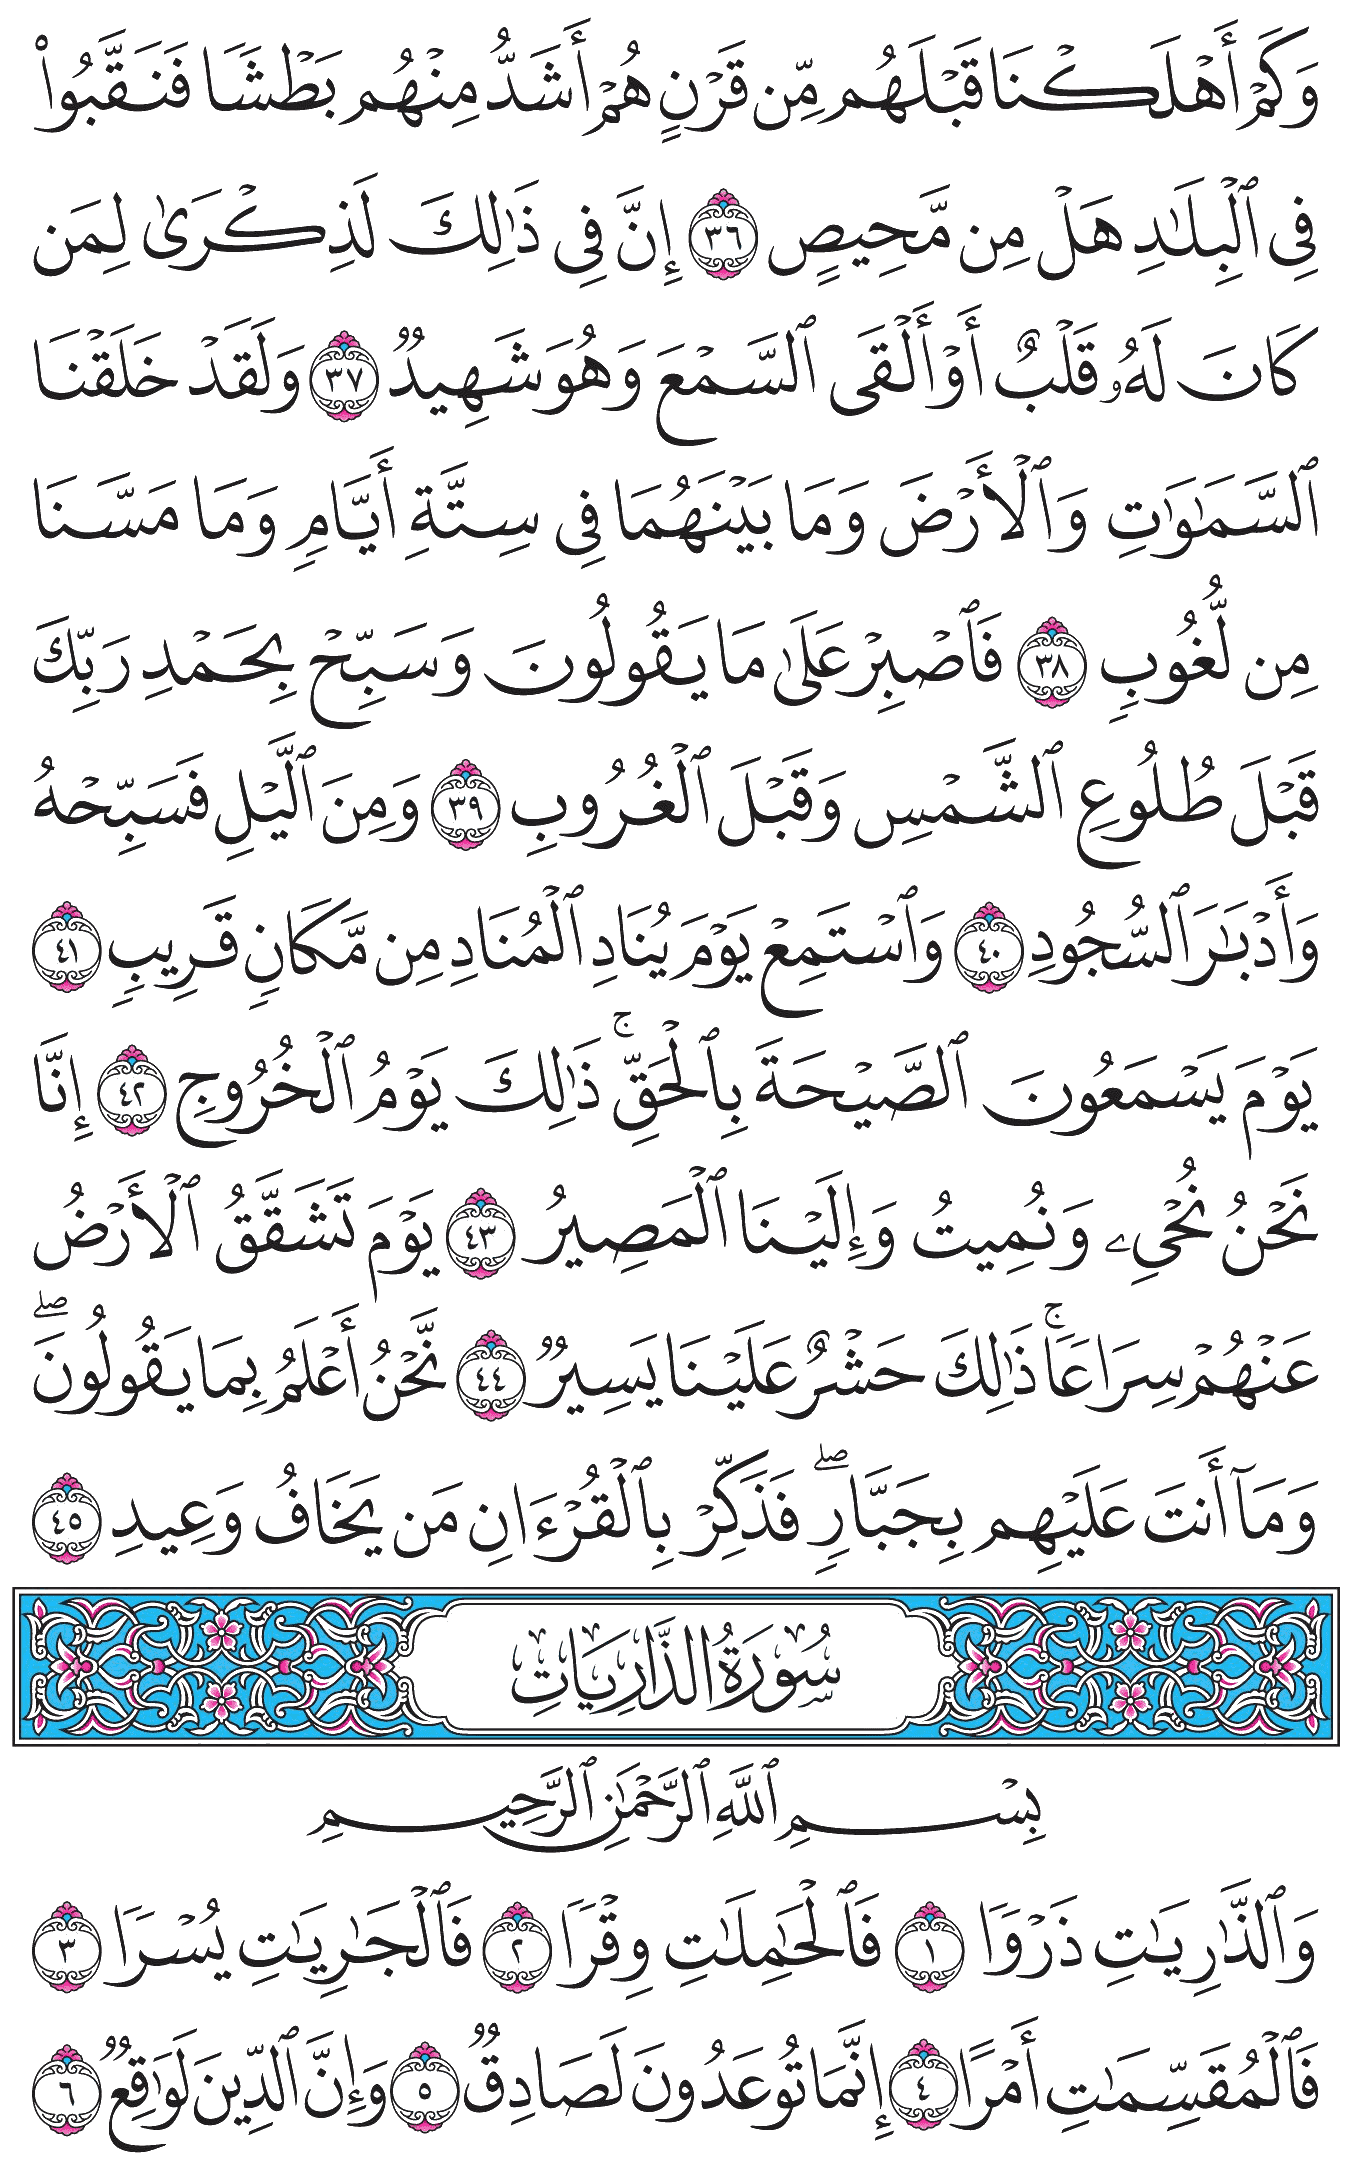 وَكَمْ أَهْلَكْنَا قَبْلَهُم مِّن قَرْنٍ هُمْ أَشَدُّ مِنْهُم بَطْشًا فَنَقَّبُوا۟
فِى ٱلْبِلَـٰدِ هَلْ مِن مَّحِيصٍ ٣٦ إِنَّ فِى ذَٰلِكَ لَذِكْرَىٰ لِمَن
كَانَ لَهُۥ قَلْبٌ أَوْ أَلْقَى ٱلسَّمْعَ وَهُوَ شَهِيدٌ ٣٧ وَلَقَدْ خَلَقْنَا
ٱلسَّمَـٰوَٰتِ وَٱلْأَرْضَ وَمَا بَيْنَهُمَا فِى سِتَّةِ أَيَّامٍ وَمَا مَسَّنَا
مِن لُّغُوبٍ ٣٨ فَٱصْبِرْ عَلَىٰ مَا يَقُولُونَ وَسَبِّحْ بِحَمْدِ رَبِّكَ
قَبْلَ طُلُوعِ ٱلشَّمْسِ وَقَبْلَ ٱلْغُرُوبِ ٣٩ وَمِنَ ٱلَّيْلِ فَسَبِّحْهُ
وَأَدْبَـٰرَ ٱلسُّجُودِ ٤٠ وَٱسْتَمِعْ يَوْمَ يُنَادِ ٱلْمُنَادِ مِن مَّكَانٍ قَرِيبٍ ٤١
يَوْمَ يَسْمَعُونَ ٱلصَّيْحَةَ بِٱلْحَقِّ ۚ ذَٰلِكَ يَوْمُ ٱلْخُرُوجِ ٤٢ إِنَّا
نَحْنُ نُحْىِۦ وَنُمِيتُ وَإِلَيْنَا ٱلْمَصِيرُ ٤٣ يَوْمَ تَشَقَّقُ ٱلْأَرْضُ
عَنْهُمْ سِرَاعًا ۚ ذَٰلِكَ حَشْرٌ عَلَيْنَا يَسِيرٌ ٤٤ نَّحْنُ أَعْلَمُ بِمَا يَقُولُونَ ۖ
وَمَآ أَنتَ عَلَيْهِم بِجَبَّارٍ ۖ فَذَكِّرْ بِٱلْقُرْءَانِ مَن يَخَافُ وَعِيدِ ٤٥
سُورَةُ الذَّارِيَاتِ
بِسْمِ ٱللَّهِ ٱلرَّحْمَـٰنِ ٱلرَّحِيمِ
وَٱلذَّٰرِيَـٰتِ ذَرْوًا ١ فَٱلْحَـٰمِلَـٰتِ وِقْرًا ٢ فَٱلْجَـٰرِيَـٰتِ يُسْرًا ٣
فَٱلْمُقَسِّمَـٰتِ أَمْرًا ٤ إِنَّمَا تُوعَدُونَ لَصَادِقٌ ٥ وَإِنَّ ٱلدِّينَ لَوَٰقِعٌ ٦